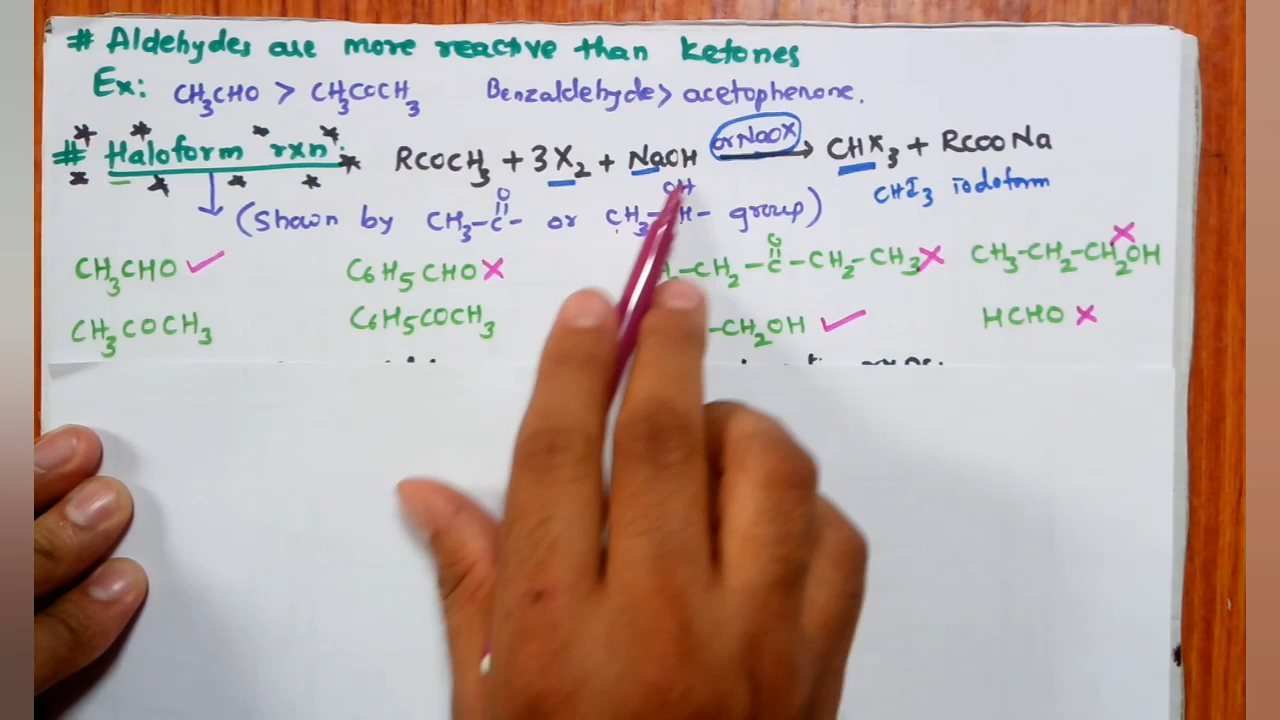 # Aldehydes are more reactive than ketones
Ex: CH3CHO > CH3COCH3 Benzaldehyde > acetophenone.
# Haloform rxn: RCOCH3 + 3X2 + NaOH or NaOX → CHX3 + RCOONa
CHI3 iodoform
(Shown by CH3-C(=O)- or CH3-CH(OH)- group)
CH3CHO ✓ C6H5CHO X -CH2-C(=O)-CH2-CH3 X CH3-CH2-CH2OH X
CH3COCH3 C6H5COCH3 -CH2OH ✓ HCHO X